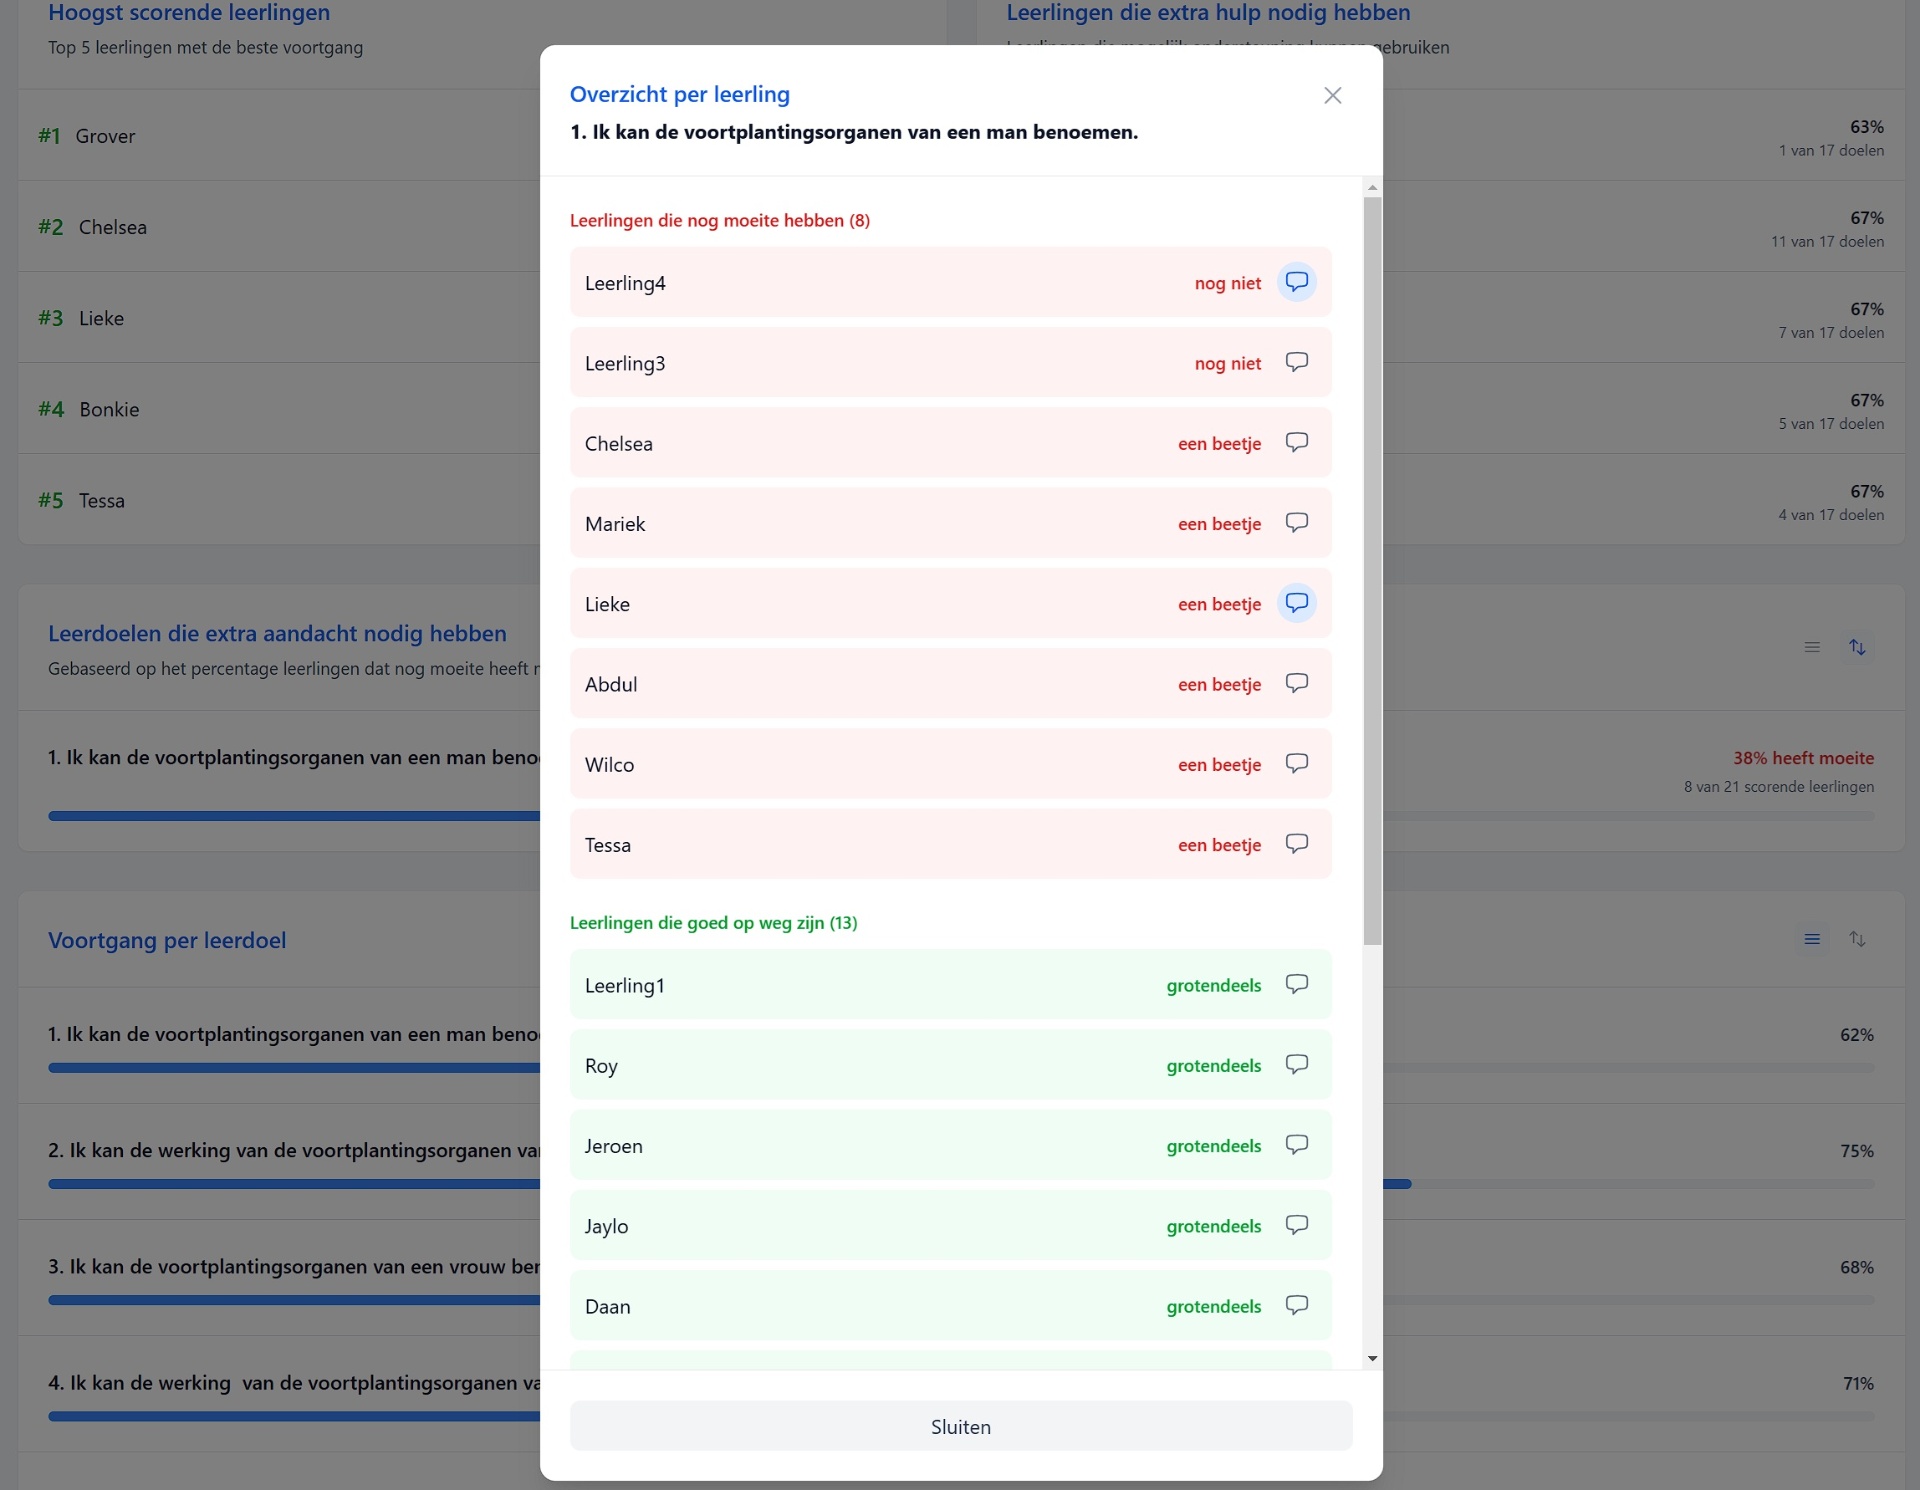 Hoogst scorende leerlingen
Top 5 leerlingen met de beste voortgang
#1 Grover
#2 Chelsea
#3 Lieke
#4 Bonkie
#5 Tessa
Leerlingen die extra hulp nodig hebben
Leerlingen die mogelijk ondersteuning kunnen gebruiken
63%
1 van 17 doelen
67%
11 van 17 doelen
67%
7 van 17 doelen
67%
5 van 17 doelen
67%
4 van 17 doelen
Leerdoelen die extra aandacht nodig hebben
Gebaseerd op het percentage leerlingen dat nog moeite heeft
1. Ik kan de voortplantingsorganen van een man beno
38% heeft moeite
8 van 21 scorende leerlingen
Voortgang per leerdoel
1. Ik kan de voortplantingsorganen van een man beno
62%
2. Ik kan de werking van de voortplantingsorganen va
75%
3. Ik kan de voortplantingsorganen van een vrouw ben
68%
4. Ik kan de werking  van de voortplantingsorganen va
71%
Overzicht per leerling
1. Ik kan de voortplantingsorganen van een man benoemen.
Leerlingen die nog moeite hebben (8)
Leerling4 nog niet
Leerling3 nog niet
Chelsea een beetje
Mariek een beetje
Lieke een beetje
Abdul een beetje
Wilco een beetje
Tessa een beetje
Leerlingen die goed op weg zijn (13)
Leerling1 grotendeels
Roy grotendeels
Jeroen grotendeels
Jaylo grotendeels
Daan grotendeels
Sluiten